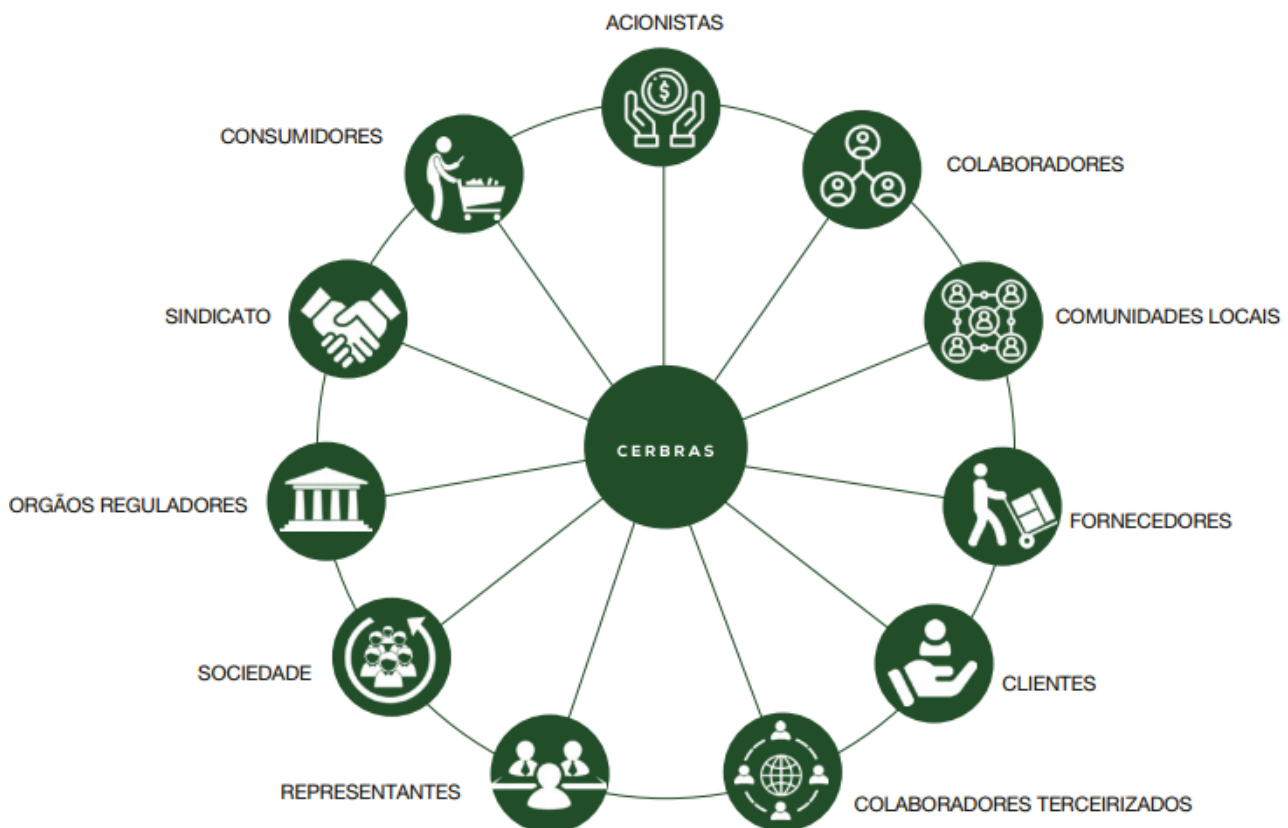 ACIONISTAS
CONSUMIDORES
COLABORADORES
SINDICATO
COMUNIDADES LOCAIS
CERBRAS
ORGÃOS REGULADORES
FORNECEDORES
SOCIEDADE
CLIENTES
REPRESENTANTES
COLABORADORES TERCEIRIZADOS
$